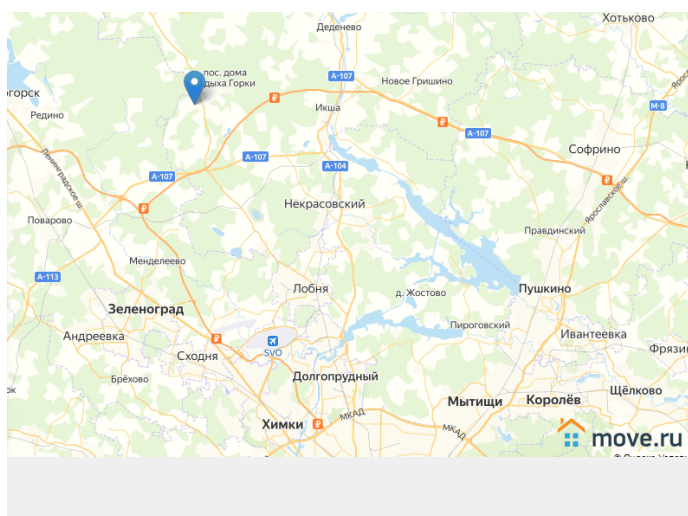 Хотьково
Деденево
пос. дома
дыха Горки
А-107
Новое Гришино
огорск
М-8
Икша
Редино
А-107
Софрино
А-107
А-104
А-107
Ленинградское ш.
Ярославское ш.
Некрасовский
Поварово
Правдинский
Менделеево
А-113
Лобня
д. Жостово
Пушкино
Зеленоград
Пироговский
Андреевка
Ивантеевка
SVO
Сходня
Фрязи
Долгопрудный
Брёхово
Щёлково
Мытищи
Королёв
МКАД
Химки
МКАД
move.ru